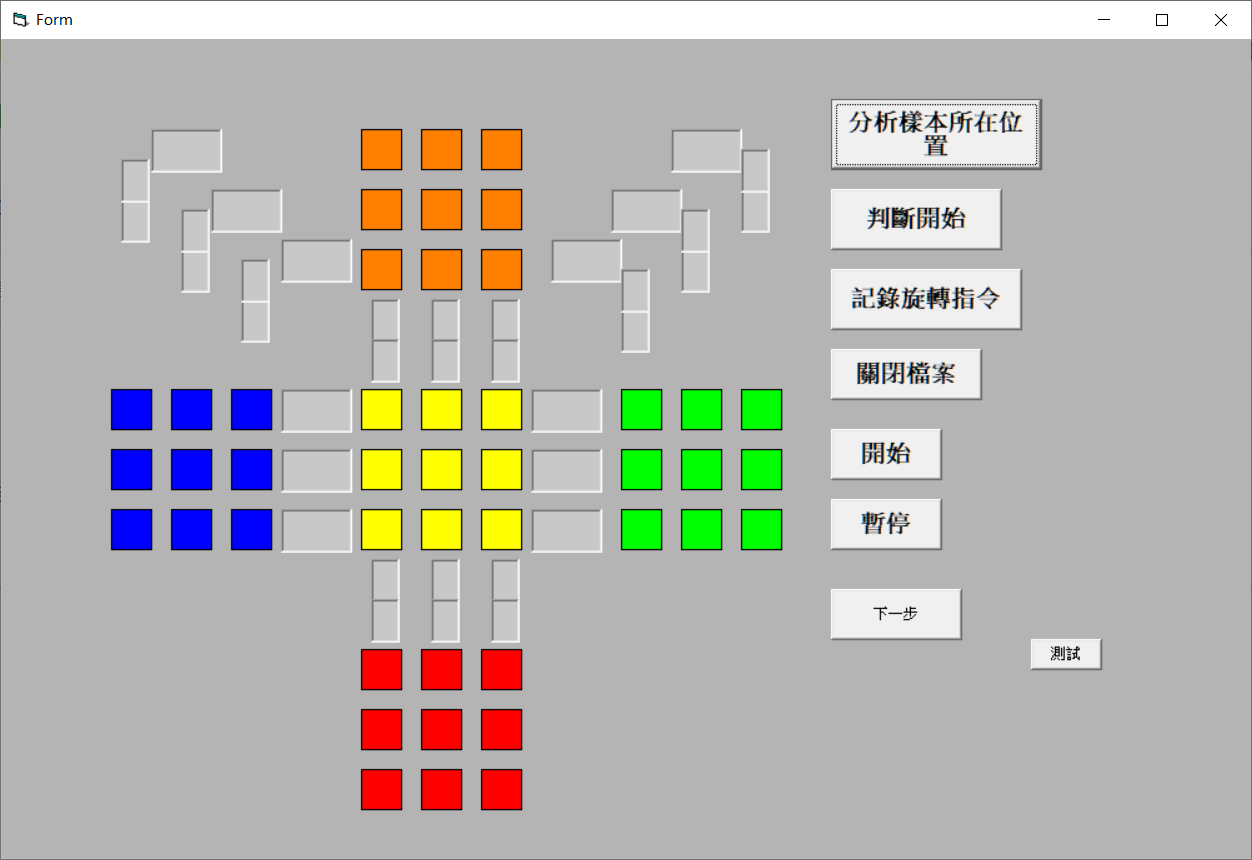 Form
分析樣本所在位
置
判斷開始
記錄旋轉指令
關閉檔案
開始
暫停
下一步
測試